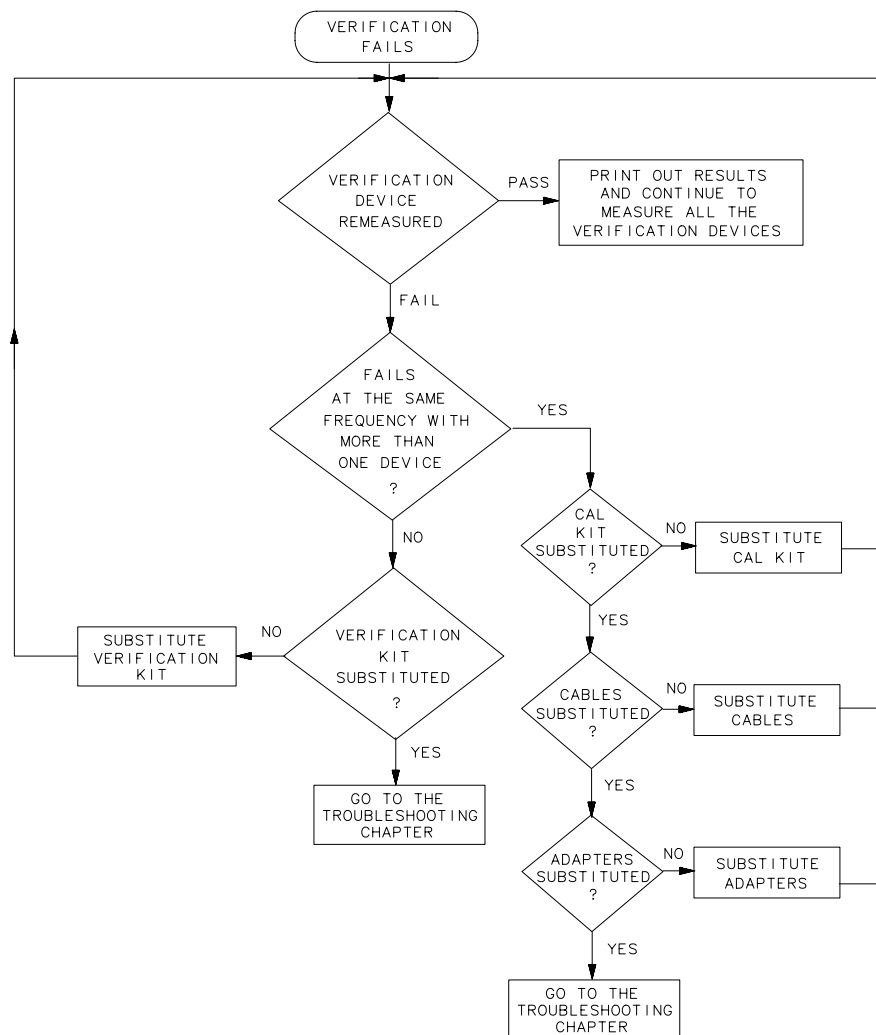 VERIFICATION
FAILS
VERIFICATION
DEVICE
REMEASURED
PASS
PRINT OUT RESULTS
AND CONTINUE TO
MEASURE ALL THE
VERIFICATION DEVICES
FAIL
FAILS
AT THE SAME
FREQUENCY WITH
MORE THAN
ONE DEVICE
?
YES
NO
CAL
KIT
SUBSTITUTED
?
NO
SUBSTITUTE
CAL KIT
YES
VERIFICATION
KIT
SUBSTITUTED
?
NO
SUBSTITUTE
VERIFICATION
KIT
YES
GO TO THE
TROUBLESHOOTING
CHAPTER
CABLES
SUBSTITUTED
?
NO
SUBSTITUTE
CABLES
YES
ADAPTERS
SUBSTITUTED
?
NO
SUBSTITUTE
ADAPTERS
YES
GO TO THE
TROUBLESHOOTING
CHAPTER